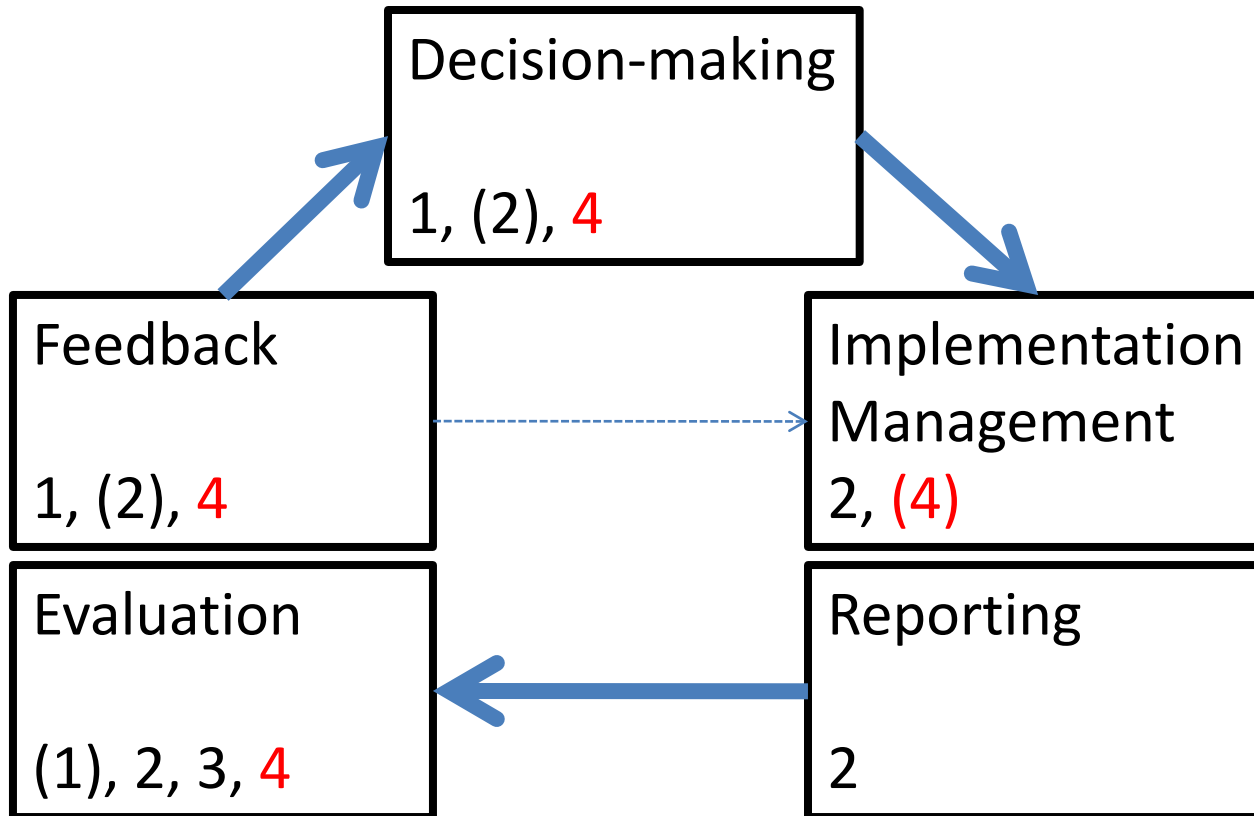 Decision-making
1, (2), 4
Feedback
1, (2), 4
Implementation
Management
2, (4)
Evaluation
(1), 2, 3, 4
Reporting
2